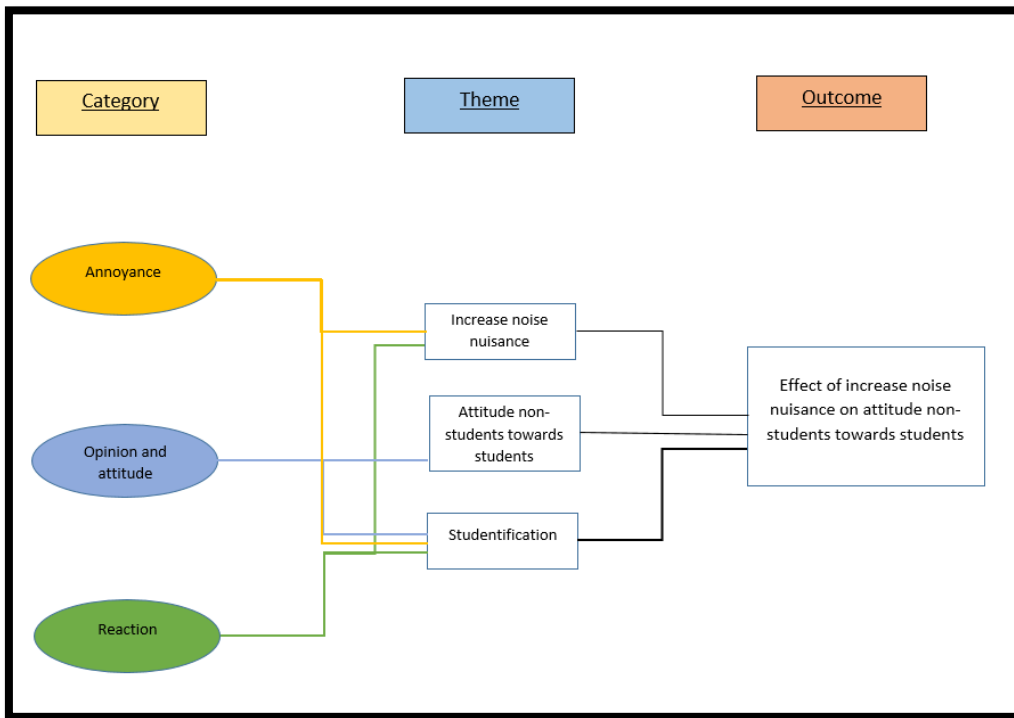 Category
Theme
Outcome
Annoyance
Increase noise
nuisance
Effect of increase noise
nuisance on attitude non-
students towards students
Attitude non-
students towards
students
Opinion and
attitude
Studentification
Reaction